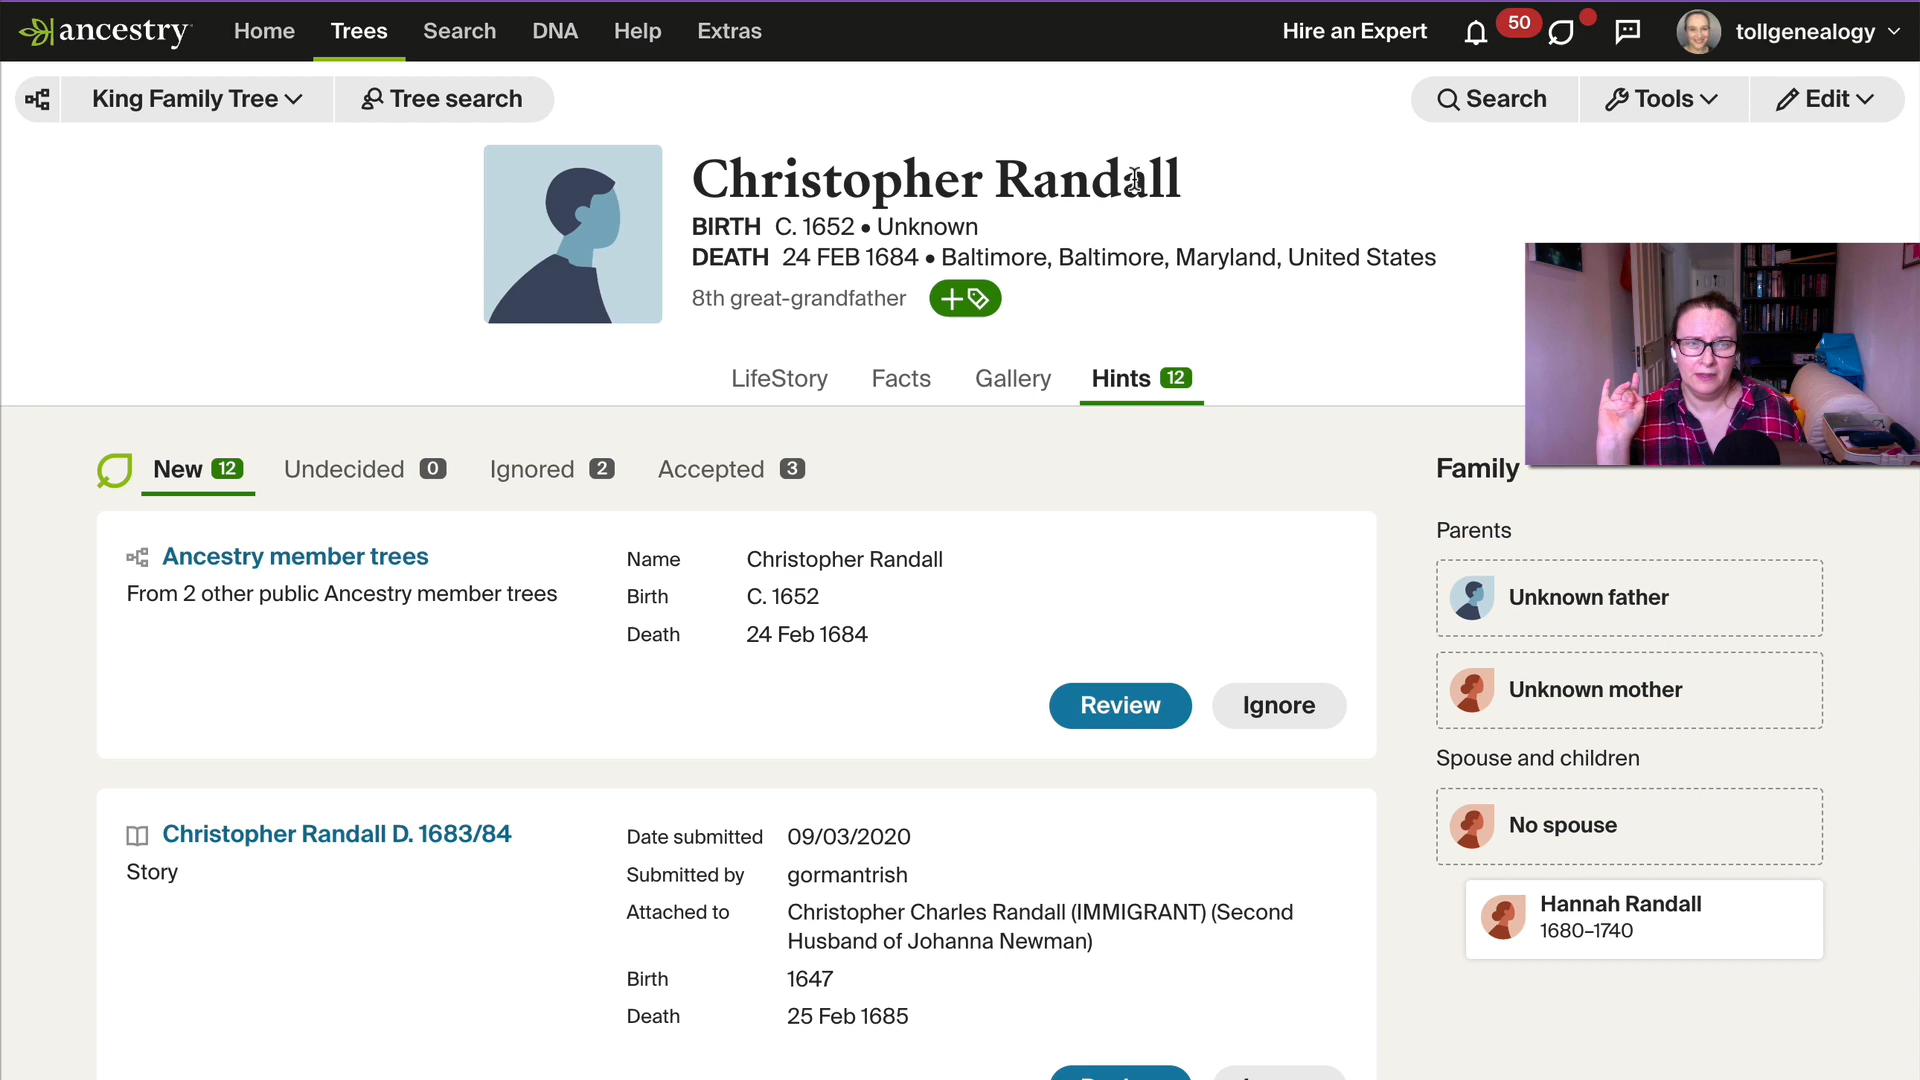 ancestry Home Trees Search DNA Help Extras Hire an Expert 50 tollgenealogy
King Family Tree Tree search Search Tools Edit
Christopher Randall
BIRTH C. 1652 • Unknown
DEATH 24 FEB 1684 • Baltimore, Baltimore, Maryland, United States
8th great-grandfather
LifeStory Facts Gallery Hints 12
New 12 Undecided 0 Ignored 2 Accepted 3
Ancestry member trees
From 2 other public Ancestry member trees
Name Christopher Randall
Birth C. 1652
Death 24 Feb 1684
Review Ignore
Christopher Randall D. 1683/84
Story
Date submitted 09/03/2020
Submitted by gormantrish
Attached to Christopher Charles Randall (IMMIGRANT) (Second
Husband of Johanna Newman)
Birth 1647
Death 25 Feb 1685
Family
Parents
Unknown father
Unknown mother
Spouse and children
No spouse
Hannah Randall
1680–1740